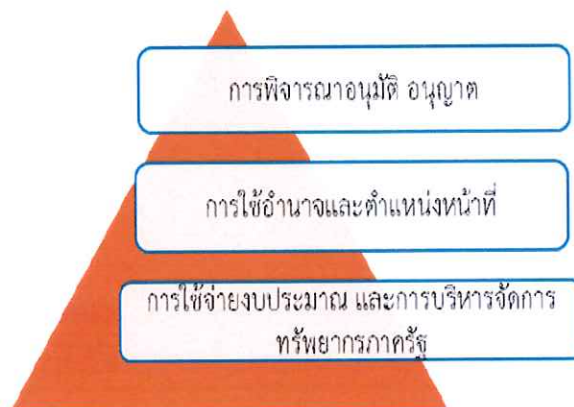 การพิจารณาอนุมัติ อนุญาต
การใช้อำนาจและตำแหน่งหน้าที่
การใช้จ่ายงบประมาณ และการบริหารจัดการ
ทรัพยากรภาครัฐ